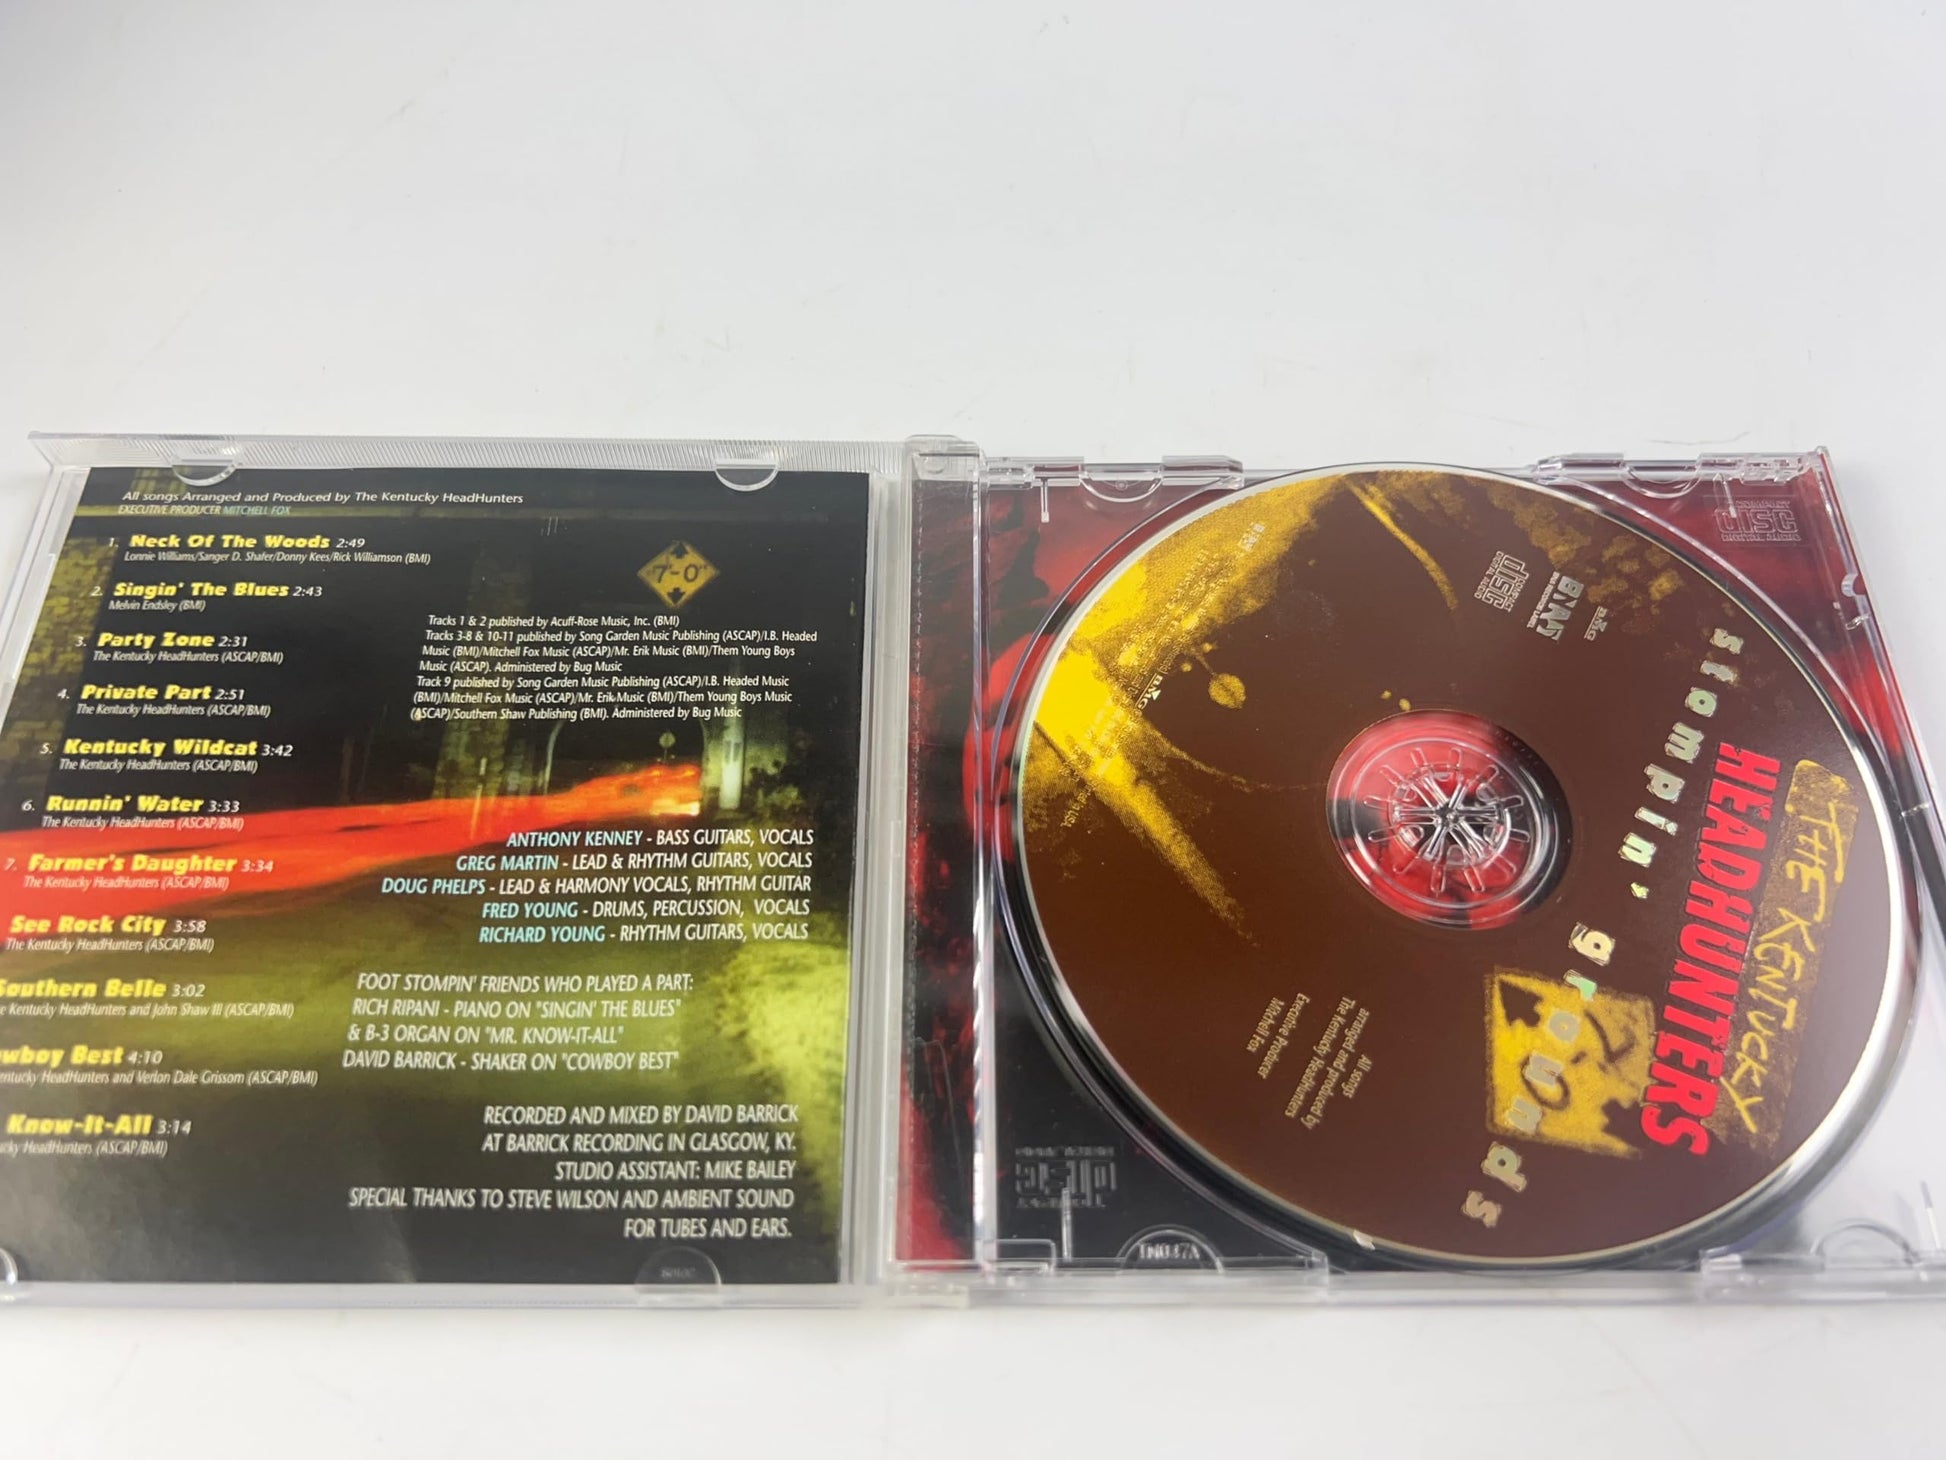 All songs Arranged and Produced by The Kentucky HeadHunters
EXECUTIVE PRODUCER MITCHELL FOX
1. Neck Of The Woods 2:49
Lonnie Williams/Sanger D. Shafer/Donny Kees/Rick Williamson (BMI)
2. Singin' The Blues 2:43
Melvin Endsley (BMI)
3. Party Zone 2:31
The Kentucky HeadHunters (ASCAP/BMI)
4. Private Part 2:51
The Kentucky HeadHunters (ASCAP/BMI)
5. Kentucky Wildcat 3:42
The Kentucky HeadHunters (ASCAP/BMI)
6. Runnin' Water 3:33
The Kentucky HeadHunters (ASCAP/BMI)
7. Farmer's Daughter 3:34
The Kentucky HeadHunters (ASCAP/BMI)
See Rock City 3:58
The Kentucky HeadHunters (ASCAP/BMI)
Southern Belle 3:02
Kentucky HeadHunters and John Shaw III (ASCAP/BMI)
Best 4:10
HeadHunters and Verlon Dale Grissom (ASCAP/BMI)
Know-It-All 3:14
HeadHunters (ASCAP/BMI)
7'-0"
Tracks 1 & 2 published by Acuff-Rose Music, Inc. (BMI)
Tracks 3-8 & 10-11 published by Song Garden Music Publishing (ASCAP)/I.B. Headed
Music (BMI)/Mitchell Fox Music (ASCAP)/Mr. Erik Music (BMI)/Them Young Boys
Music (ASCAP). Administered by Bug Music
Track 9 published by Song Garden Music Publishing (ASCAP)/I.B. Headed Music
(BMI)/Mitchell Fox Music (ASCAP)/Mr. Erik Music (BMI)/Them Young Boys Music
(ASCAP)/Southern Shaw Publishing (BMI). Administered by Bug Music
ANTHONY KENNEY - BASS GUITARS, VOCALS
GREG MARTIN - LEAD & RHYTHM GUITARS, VOCALS
DOUG PHELPS - LEAD & HARMONY VOCALS, RHYTHM GUITAR
FRED YOUNG - DRUMS, PERCUSSION, VOCALS
RICHARD YOUNG - RHYTHM GUITARS, VOCALS
FOOT STOMPIN' FRIENDS WHO PLAYED A PART:
RICH RIPANI - PIANO ON "SINGIN' THE BLUES"
& B-3 ORGAN ON "MR. KNOW-IT-ALL"
DAVID BARRICK - SHAKER ON "COWBOY BEST"
RECORDED AND MIXED BY DAVID BARRICK
AT BARRICK RECORDING IN GLASGOW, KY.
STUDIO ASSISTANT: MIKE BAILEY
SPECIAL THANKS TO STEVE WILSON AND AMBIENT SOUND
FOR TUBES AND EARS.
THE KENTUCKY
HEADHUNTERS
stompin' grounds
BMG
BNA
COMPACT
disc
DIGITAL AUDIO
All songs
arranged and produced by
The Kentucky HeadHunters
Executive Producer
Mitchell Fox
COMPACT
disc